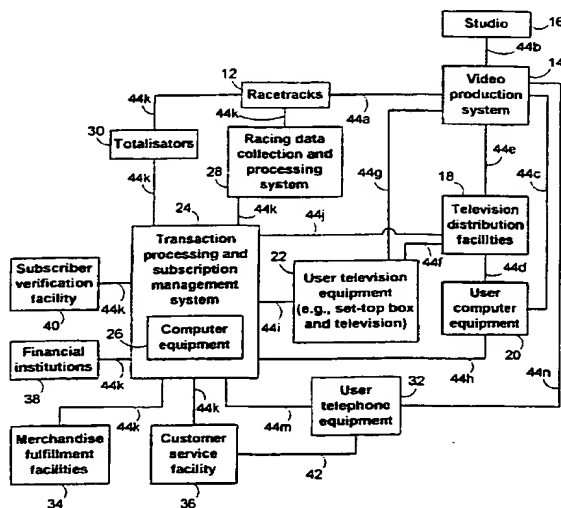 Studio
16
44b
14
Video
production
system
12
Racetracks
44k
44k
44a
30
Totalisators
28
Racing data
collection and
processing
system
44g
44e
44c
18
Television
distribution
facilities
44k
24
44k
44j
44f
44d
Transaction
processing and
subscription
management
system
22
User television
equipment
(e.g., set-top box
and television)
User
computer
equipment
20
Subscriber
verification
facility
40
44k
44i
26
Computer
equipment
Financial
institutions
38
44k
44h
44n
32
User
telephone
equipment
44k
44k
44m
Merchandise
fulfillment
facilities
34
Customer
service
facility
36
42